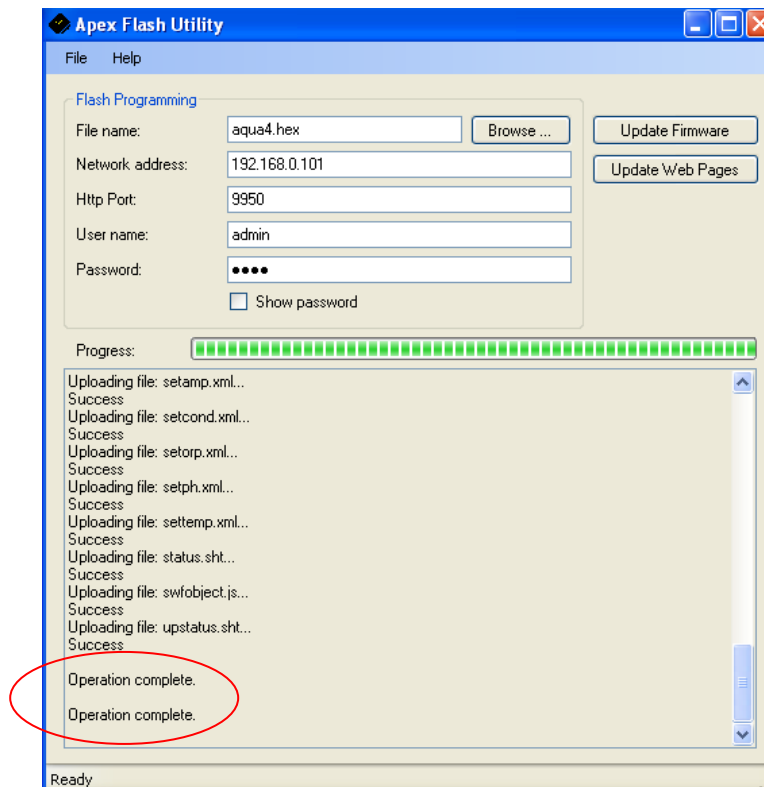 Apex Flash Utility
File Help
Flash Programming
File name: aqua4.hex Browse ... Update Firmware
Network address: 192.168.0.101 Update Web Pages
Http Port: 9950
User name: admin
Password: ●●●●
Show password
Progress:
Uploading file: setamp.xml...
Success
Uploading file: setcond.xml...
Success
Uploading file: setorp.xml...
Success
Uploading file: setph.xml...
Success
Uploading file: settemp.xml...
Success
Uploading file: status.sht...
Success
Uploading file: swfobject.js...
Success
Uploading file: upstatus.sht...
Success
Operation complete.
Operation complete.
Ready